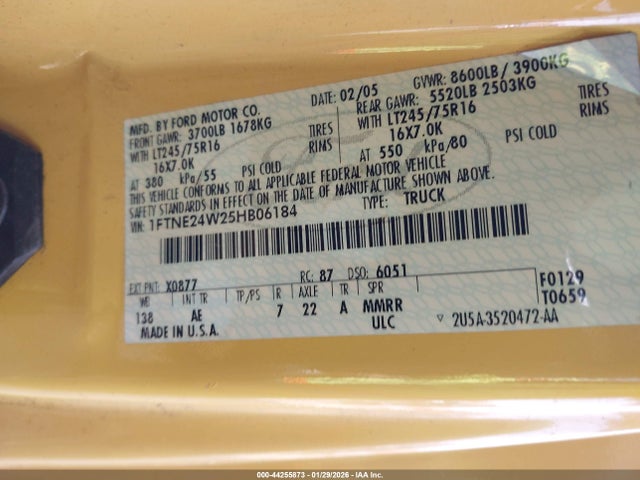 MFD. BY FORD MOTOR CO.
DATE: 02/05
GVWR: 8600LB / 3900KG
FRONT GAWR: 3700LB 1678KG
REAR GAWR: 5520LB 2503KG
WITH LT245/75R16 TIRES
WITH LT245/75R16 TIRES
16X7.0K RIMS
16X7.0K RIMS
AT 380 kPa/55 PSI COLD
AT 550 kPa/80 PSI COLD
THIS VEHICLE CONFORMS TO ALL APPLICABLE FEDERAL MOTOR VEHICLE
SAFETY STANDARDS IN EFFECT ON THE DATE OF MANUFACTURE SHOWN ABOVE.
VIN: 1FTNE24W25HB06184
TYPE: TRUCK
EXT PNT: X0877
RC: 87 DSO: 6051
F0129
T0659
WB INT TR TP/PS R AXLE TR SPR
138 AE 7 22 A MMRR
ULC
MADE IN U.S.A.
▽ 2U5A-3520472-AA
000-44255873 - 01/29/2026 - IAA Inc.